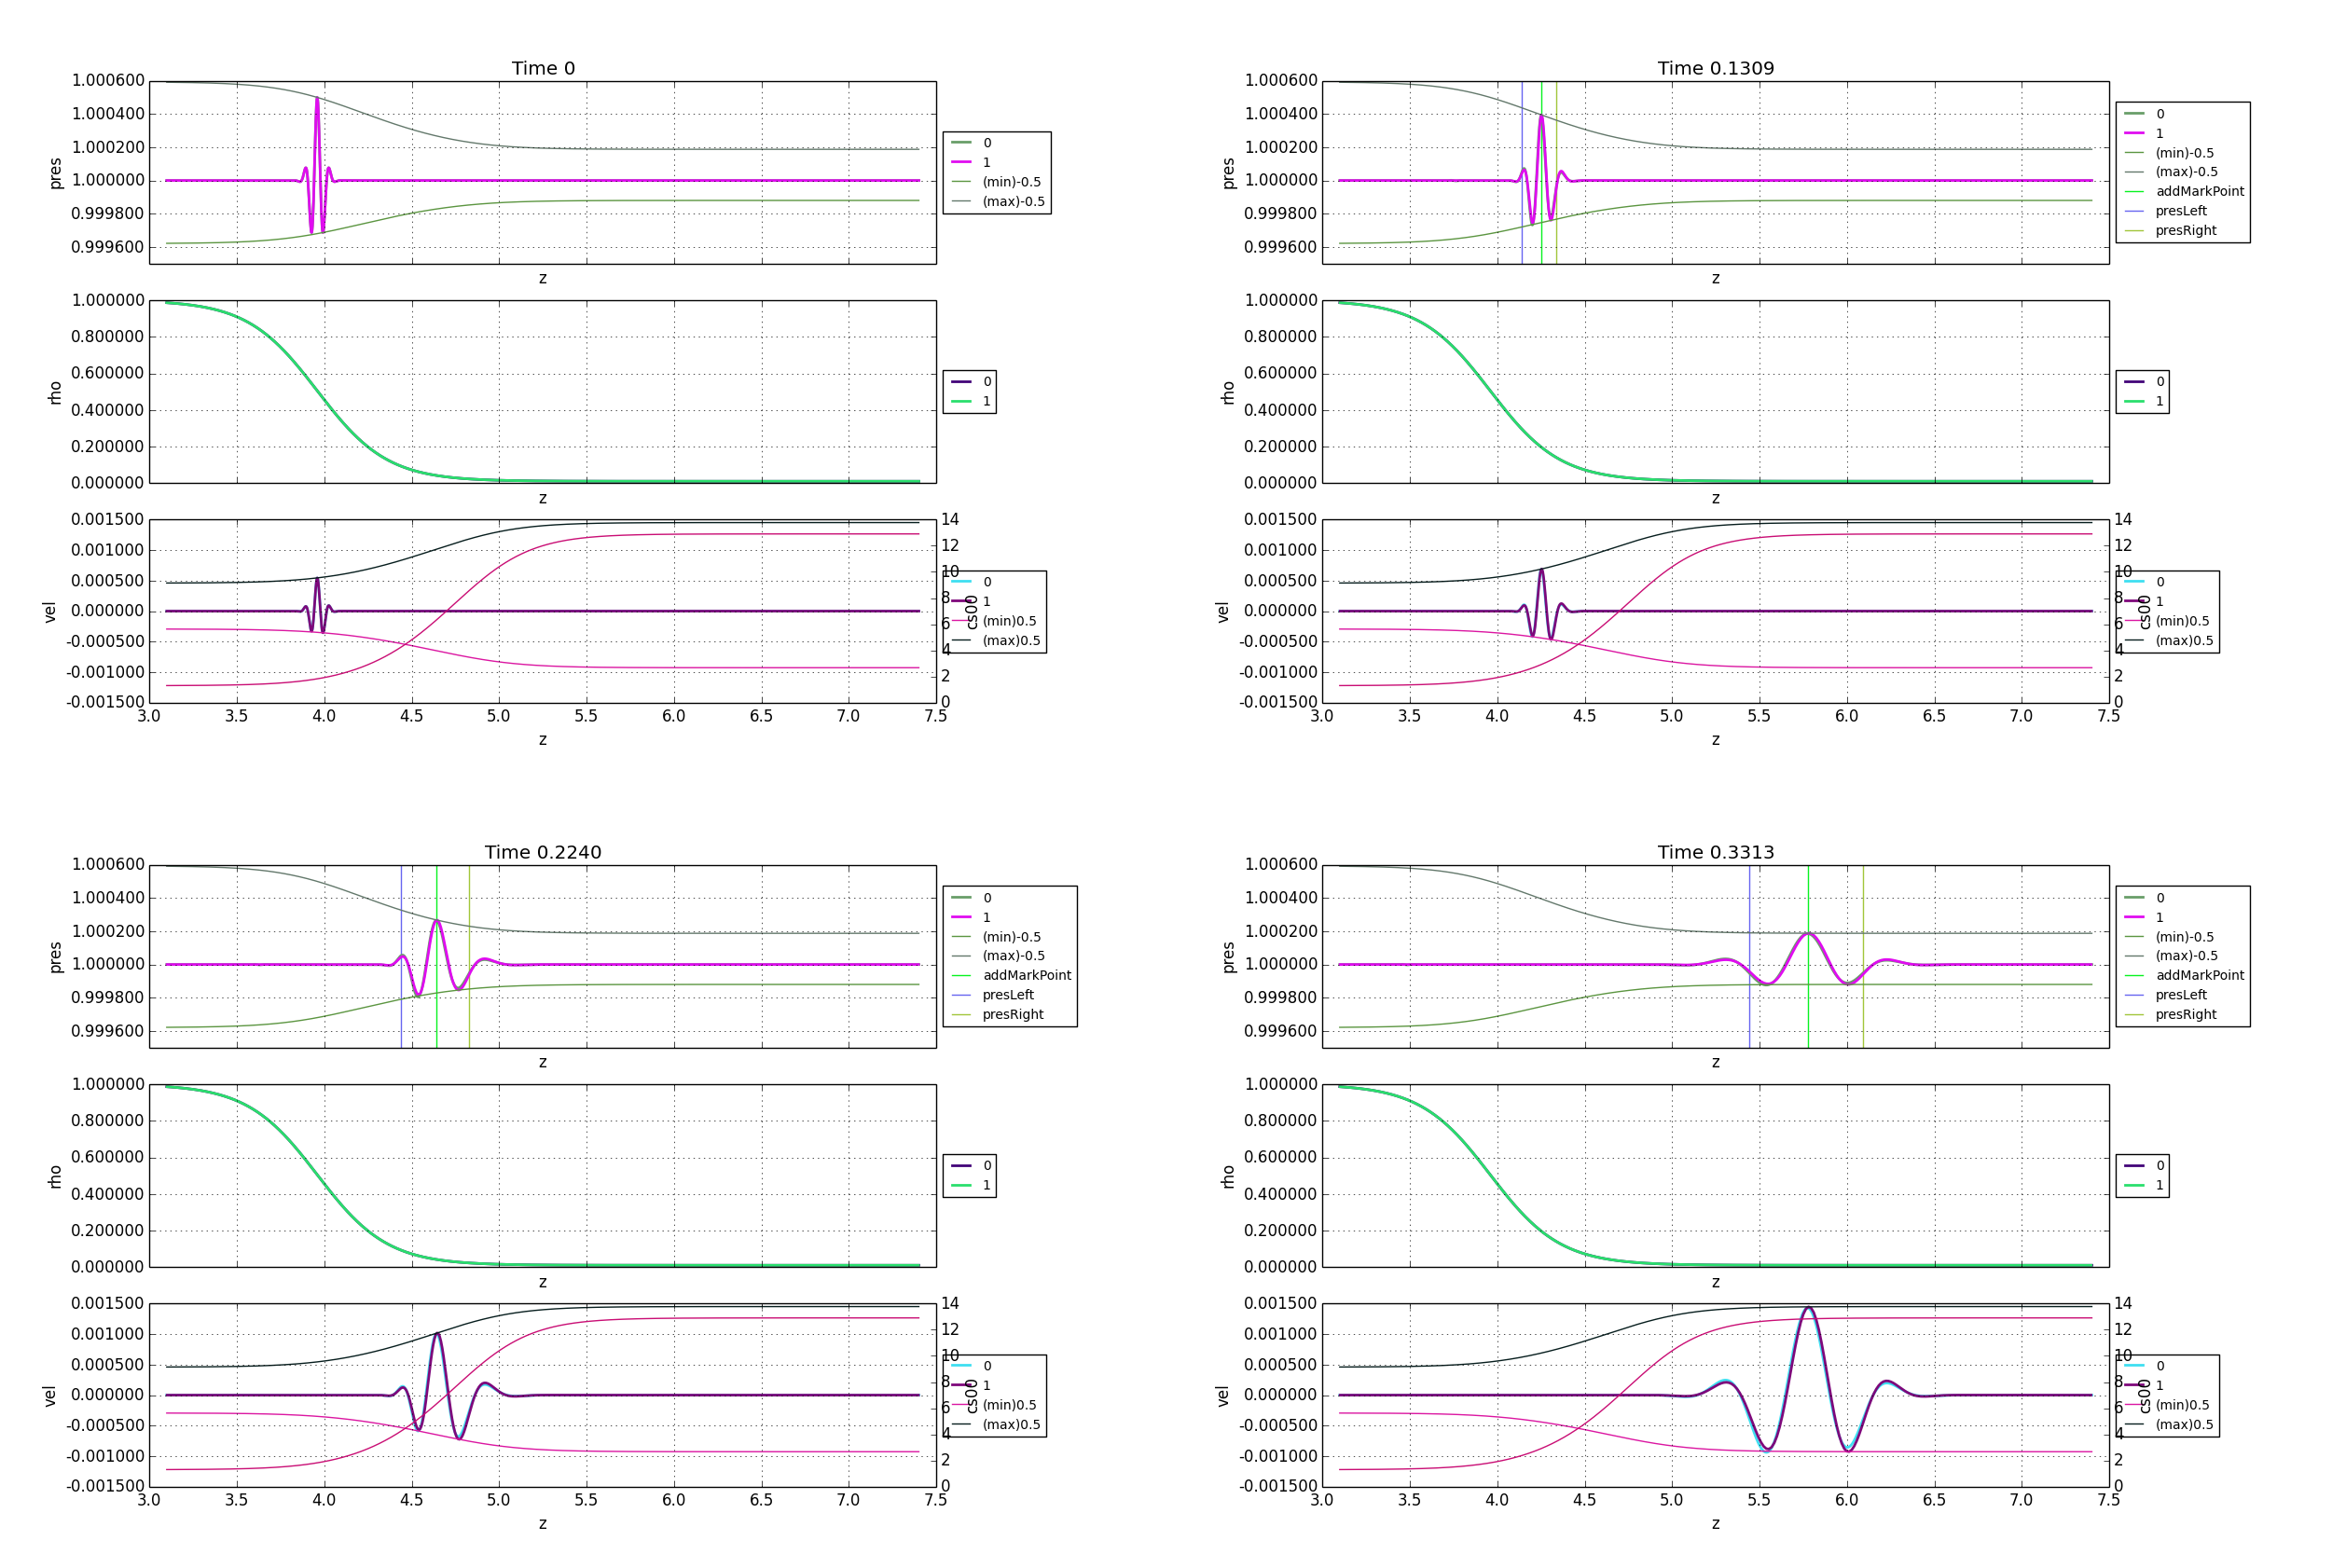 Time 0
1.000600
1.000400
1.000200
1.000000
0.999800
0.999600
pres
z
0
1
(min)-0.5
(max)-0.5
1.000000
0.800000
0.600000
0.400000
0.200000
0.000000
rho
z
0
1
0.001500
0.001000
0.000500
0.000000
-0.000500
-0.001000
-0.001500
vel
14
12
10
8
6
4
2
0
cs00
0
1
(min)0.5
(max)0.5
3.0 3.5 4.0 4.5 5.0 5.5 6.0 6.5 7.0 7.5
z
Time 0.1309
1.000600
1.000400
1.000200
1.000000
0.999800
0.999600
pres
z
0
1
(min)-0.5
(max)-0.5
addMarkPoint
presLeft
presRight
1.000000
0.800000
0.600000
0.400000
0.200000
0.000000
rho
z
0
1
0.001500
0.001000
0.000500
0.000000
-0.000500
-0.001000
-0.001500
vel
14
12
10
8
6
4
2
0
cs00
0
1
(min)0.5
(max)0.5
3.0 3.5 4.0 4.5 5.0 5.5 6.0 6.5 7.0 7.5
z
Time 0.2240
1.000600
1.000400
1.000200
1.000000
0.999800
0.999600
pres
z
0
1
(min)-0.5
(max)-0.5
addMarkPoint
presLeft
presRight
1.000000
0.800000
0.600000
0.400000
0.200000
0.000000
rho
z
0
1
0.001500
0.001000
0.000500
0.000000
-0.000500
-0.001000
-0.001500
vel
14
12
10
8
6
4
2
0
cs00
0
1
(min)0.5
(max)0.5
3.0 3.5 4.0 4.5 5.0 5.5 6.0 6.5 7.0 7.5
z
Time 0.3313
1.000600
1.000400
1.000200
1.000000
0.999800
0.999600
pres
z
0
1
(min)-0.5
(max)-0.5
addMarkPoint
presLeft
presRight
1.000000
0.800000
0.600000
0.400000
0.200000
0.000000
rho
z
0
1
0.001500
0.001000
0.000500
0.000000
-0.000500
-0.001000
-0.001500
vel
14
12
10
8
6
4
2
0
cs00
0
1
(min)0.5
(max)0.5
3.0 3.5 4.0 4.5 5.0 5.5 6.0 6.5 7.0 7.5
z